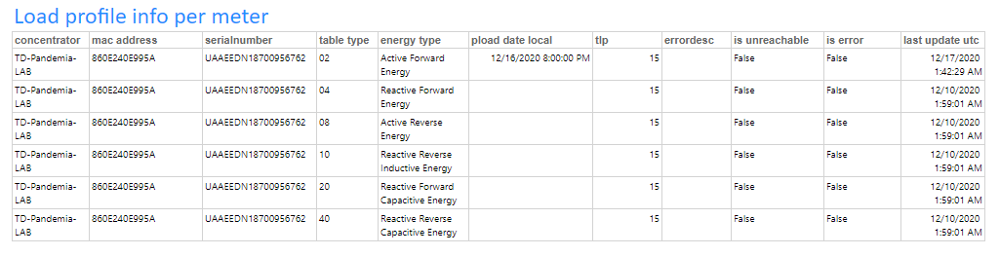 Load profile info per meter
concentrator mac address serialnumber table type energy type pload date local tlp errordesc is unreachable is error last update utc
TD-Pandemia- 860E240E995A UAAEEDN18700956762 02 Active Forward 12/16/2020 8:00:00 PM 15 False False 12/17/2020
LAB Energy 1:42:29 AM
TD-Pandemia- 860E240E995A UAAEEDN18700956762 04 Reactive Forward 15 False False 12/10/2020
LAB Energy 1:59:01 AM
TD-Pandemia- 860E240E995A UAAEEDN18700956762 08 Active Reverse 15 False False 12/10/2020
LAB Energy 1:59:01 AM
TD-Pandemia- 860E240E995A UAAEEDN18700956762 10 Reactive Reverse 15 False False 12/10/2020
LAB Inductive Energy 1:59:01 AM
TD-Pandemia- 860E240E995A UAAEEDN18700956762 20 Reactive Forward 15 False False 12/10/2020
LAB Capacitive Energy 1:59:01 AM
TD-Pandemia- 860E240E995A UAAEEDN18700956762 40 Reactive Reverse 15 False False 12/10/2020
LAB Capacitive Energy 1:59:01 AM